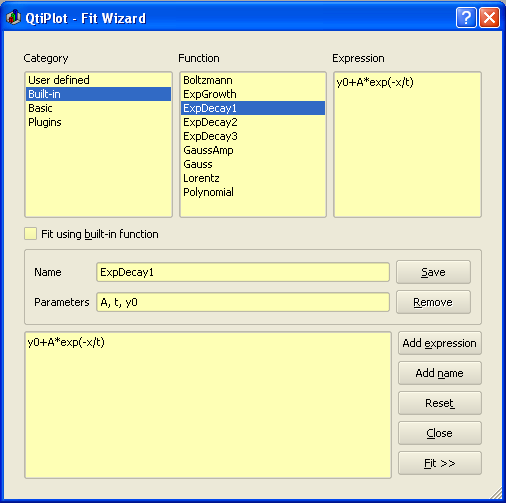 QtiPlot - Fit Wizard
Category
Function
Expression
User defined
Built-in
Basic
Plugins
Boltzmann
ExpGrowth
ExpDecay1
ExpDecay2
ExpDecay3
GaussAmp
Gauss
Lorentz
Polynomial
y0+A*exp(-x/t)
Fit using built-in function
Name
ExpDecay1
Save
Parameters
A, t, y0
Remove
y0+A*exp(-x/t)
Add expression
Add name
Reset
Close
Fit >>